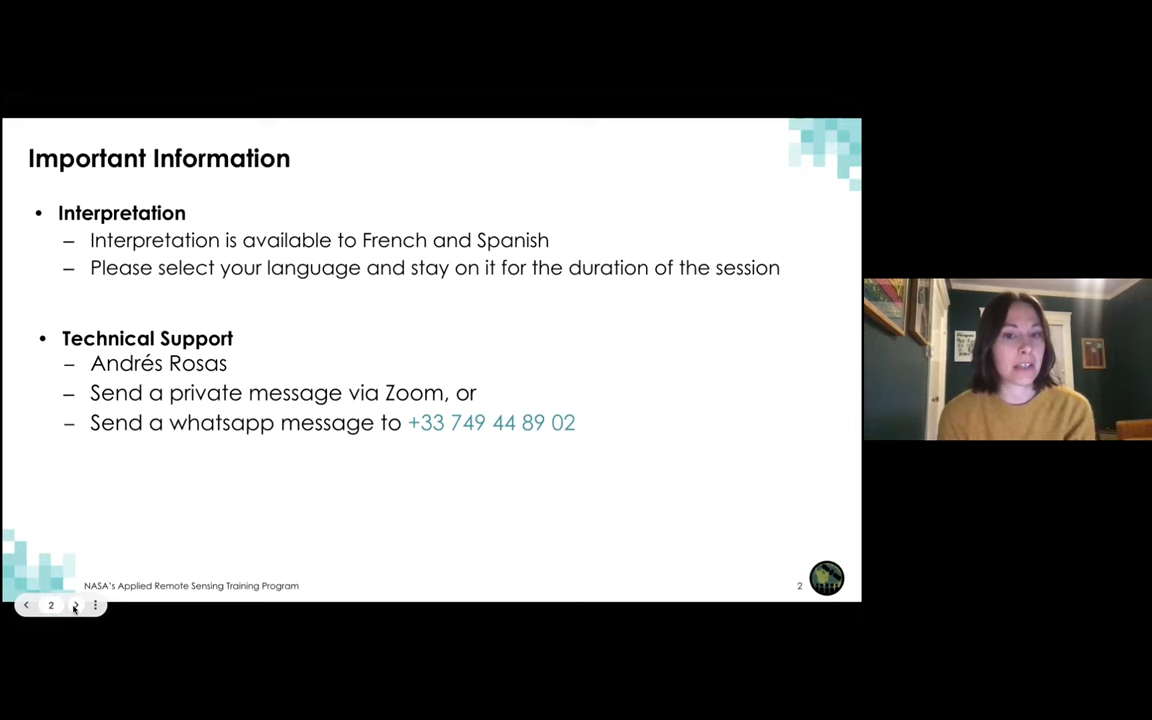 Important Information
• Interpretation
– Interpretation is available to French and Spanish
– Please select your language and stay on it for the duration of the session
• Technical Support
– Andrés Rosas
– Send a private message via Zoom, or
– Send a whatsapp message to +33 749 44 89 02
NASA's Applied Remote Sensing Training Program
2
2